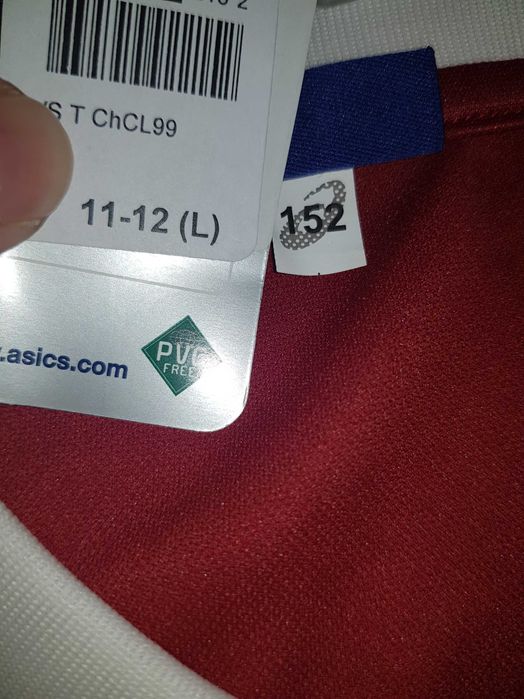 /S T ChCL99
11-12 (L)
152
.asics.com
PVC
FREE